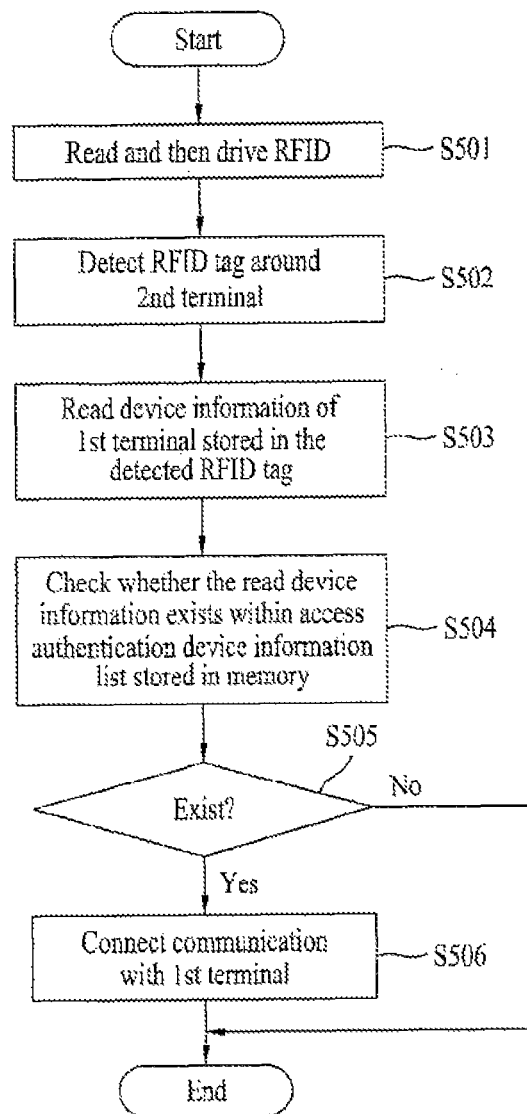 Start
Read and then drive RFID
S501
Detect RFID tag around
2nd terminal
S502
Read device information of
1st terminal stored in the
detected RFID tag
S503
Check whether the read device
information exists within access
authentication device information
list stored in memory
S504
S505
Exist?
No
Yes
Connect communication
with 1st terminal
S506
End